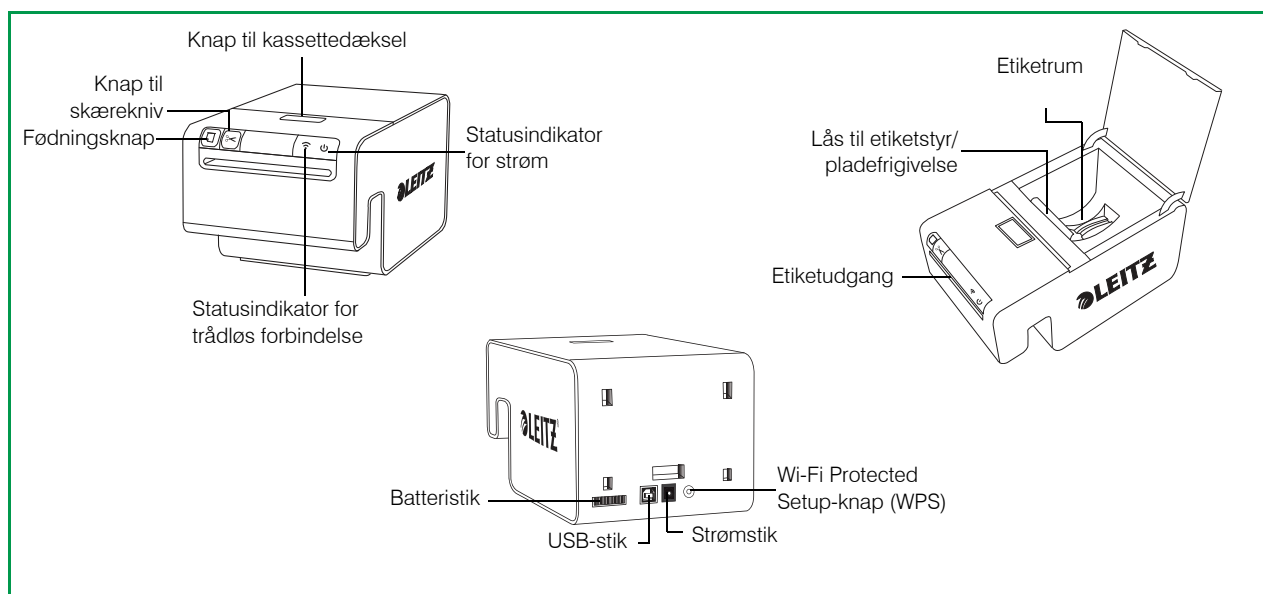 Knap til kassettedæksel
Knap til
skærekniv
Fødningsknap
Statusindikator
for strøm
LEITZ
Statusindikator for
trådløs forbindelse
Etiketrum
Lås til etiketstyr/
pladefrigivelse
Etiketudgang
LEITZ
LEITZ
Batteristik
USB-stik
Strømstik
Wi-Fi Protected
Setup-knap (WPS)